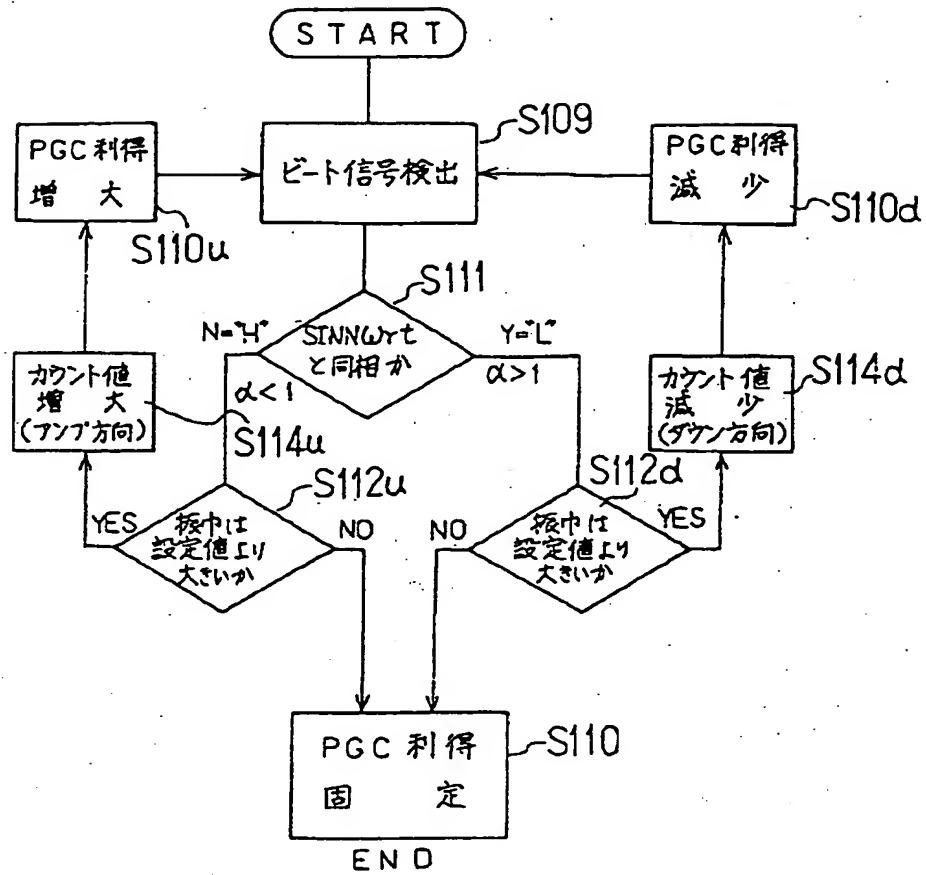 START
S109
PGC利得
増 大
S110u
ビート信号検出
PGC利得
減 少
S110d
S111
N="H"
SINNωrt
と同相か
Y="L"
α<1
α>1
カウント値
増 大
(アンプ方向)
S114u
カウント値
減 少
(ダウン方向)
S114d
S112u
YES
振巾は
設定値より
大きいか
NO
S112d
NO
振巾は
設定値より
大きいか
YES
PGC利得
固 定
S110
END